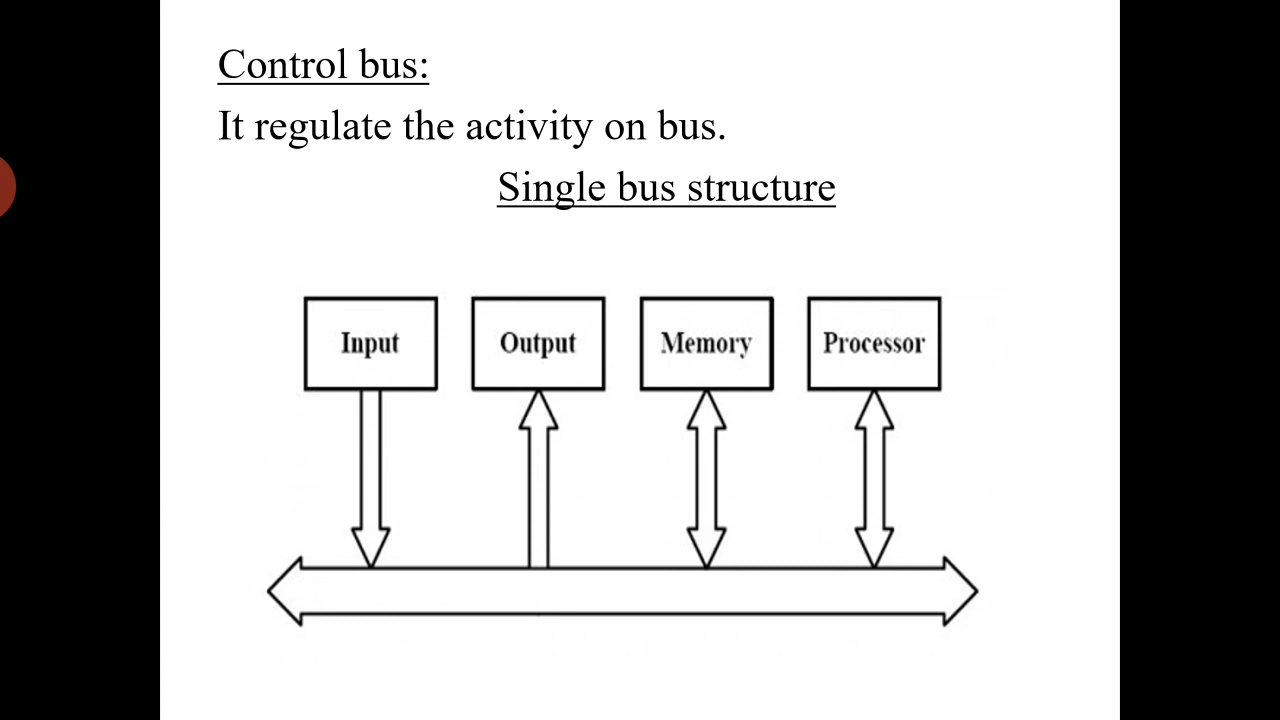 Control bus:
It regulate the activity on bus.
Single bus structure
Input Output Memory Processor